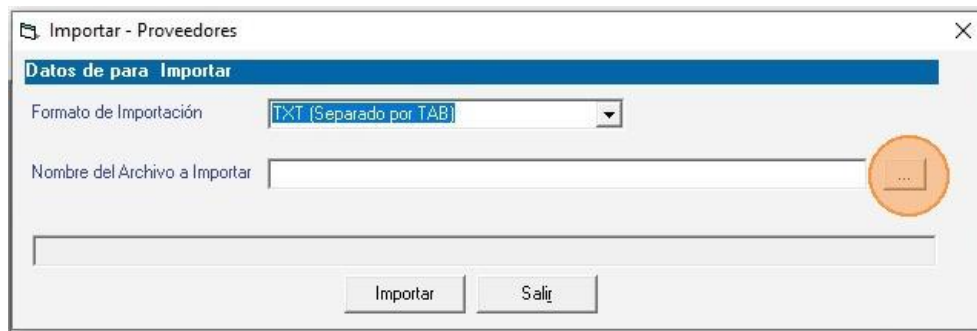 Importar - Proveedores
Datos de para Importar
Formato de Importación TXT (Separado por TAB)
Nombre del Archivo a Importar ...
Importar Salir